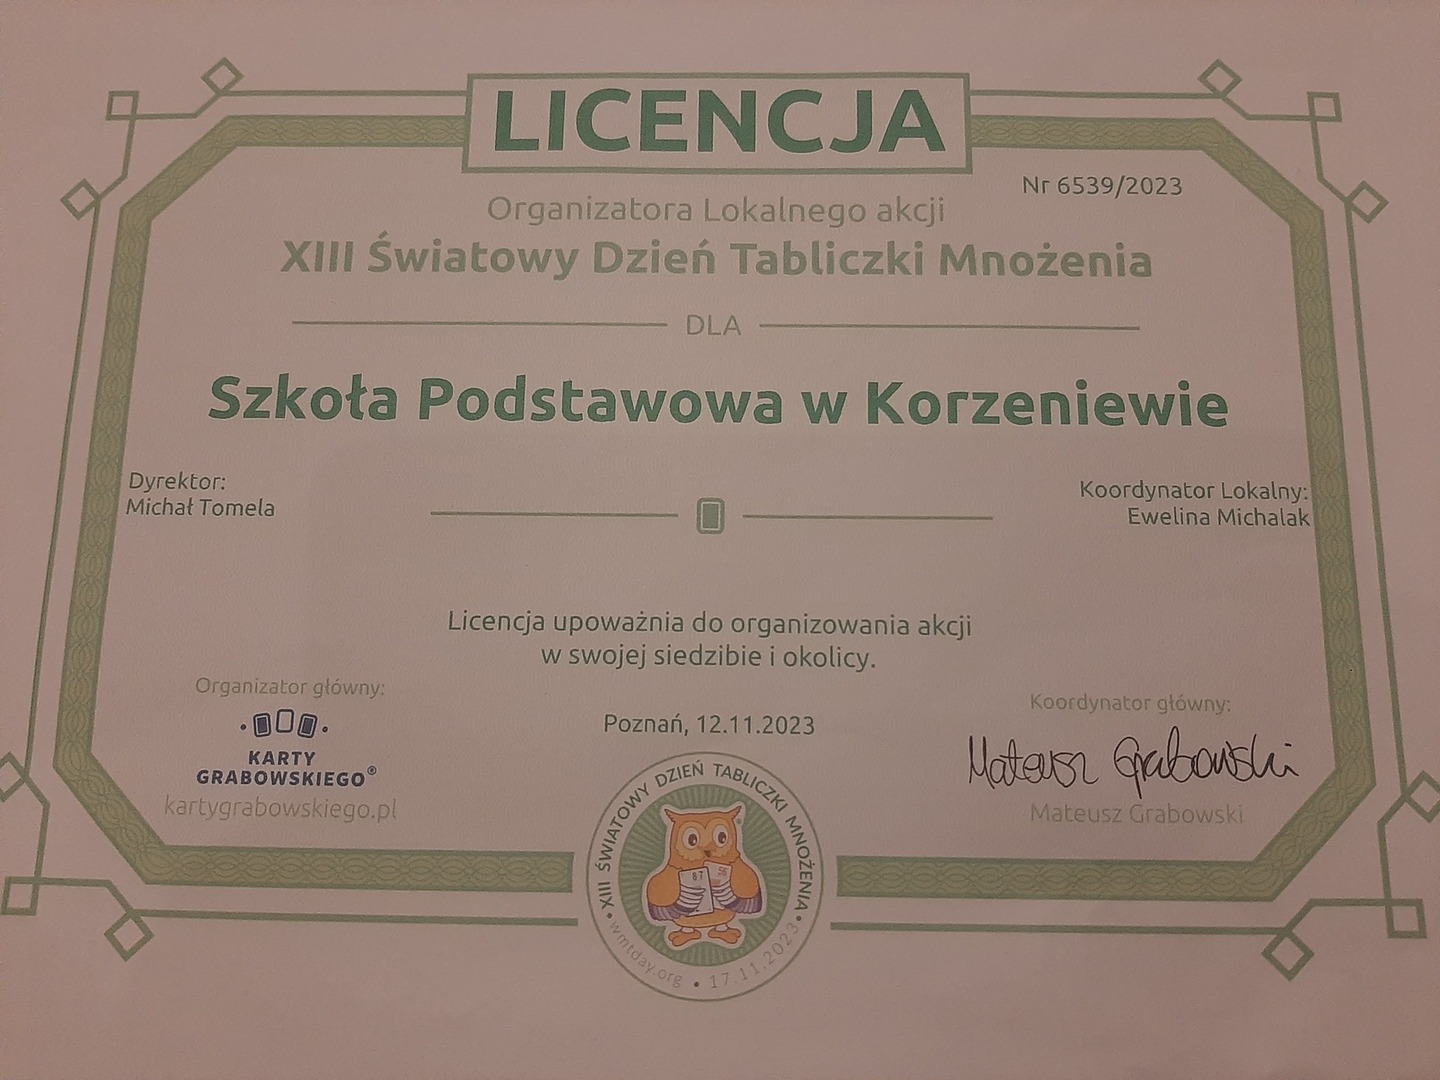 LICENCJA
Nr 6539/2023
Organizatora Lokalnego akcji
XIII Światowy Dzień Tabliczki Mnożenia
DLA
Szkoła Podstawowa w Korzeniewie
Dyrektor:
Michał Tomela
Koordynator Lokalny:
Ewelina Michalak
Licencja upoważnia do organizowania akcji
w swojej siedzibie i okolicy.
Organizator główny:
KARTY
GRABOWSKIEGO®
kartygrabowskiego.pl
Poznań, 12.11.2023
Koordynator główny:
Mateusz Grabowski
Mateusz Grabowski
• XIII ŚWIATOWY DZIEŃ TABLICZKI MNOŻENIA •
wmtday.org • 17.11.2023
87
56